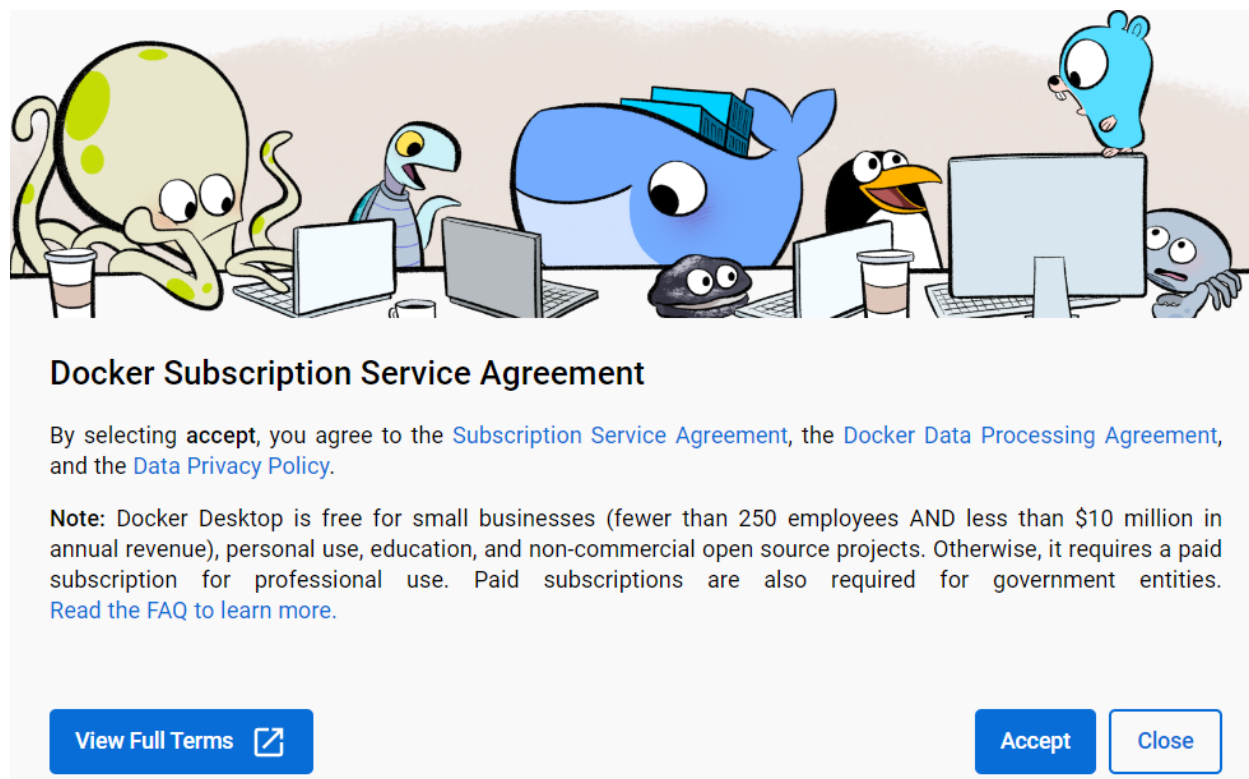 Docker Subscription Service Agreement
By selecting accept, you agree to the Subscription Service Agreement, the Docker Data Processing Agreement,
and the Data Privacy Policy.
Note: Docker Desktop is free for small businesses (fewer than 250 employees AND less than $10 million in
annual revenue), personal use, education, and non-commercial open source projects. Otherwise, it requires a paid
subscription for professional use. Paid subscriptions are also required for government entities.
Read the FAQ to learn more.
View Full Terms
Accept
Close